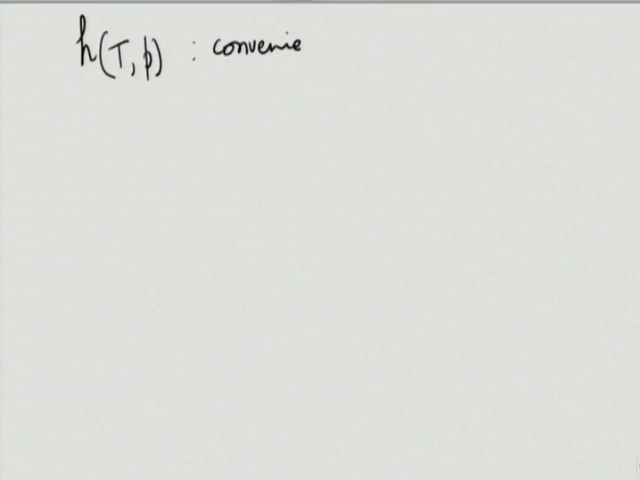 h(T, p) : convenie